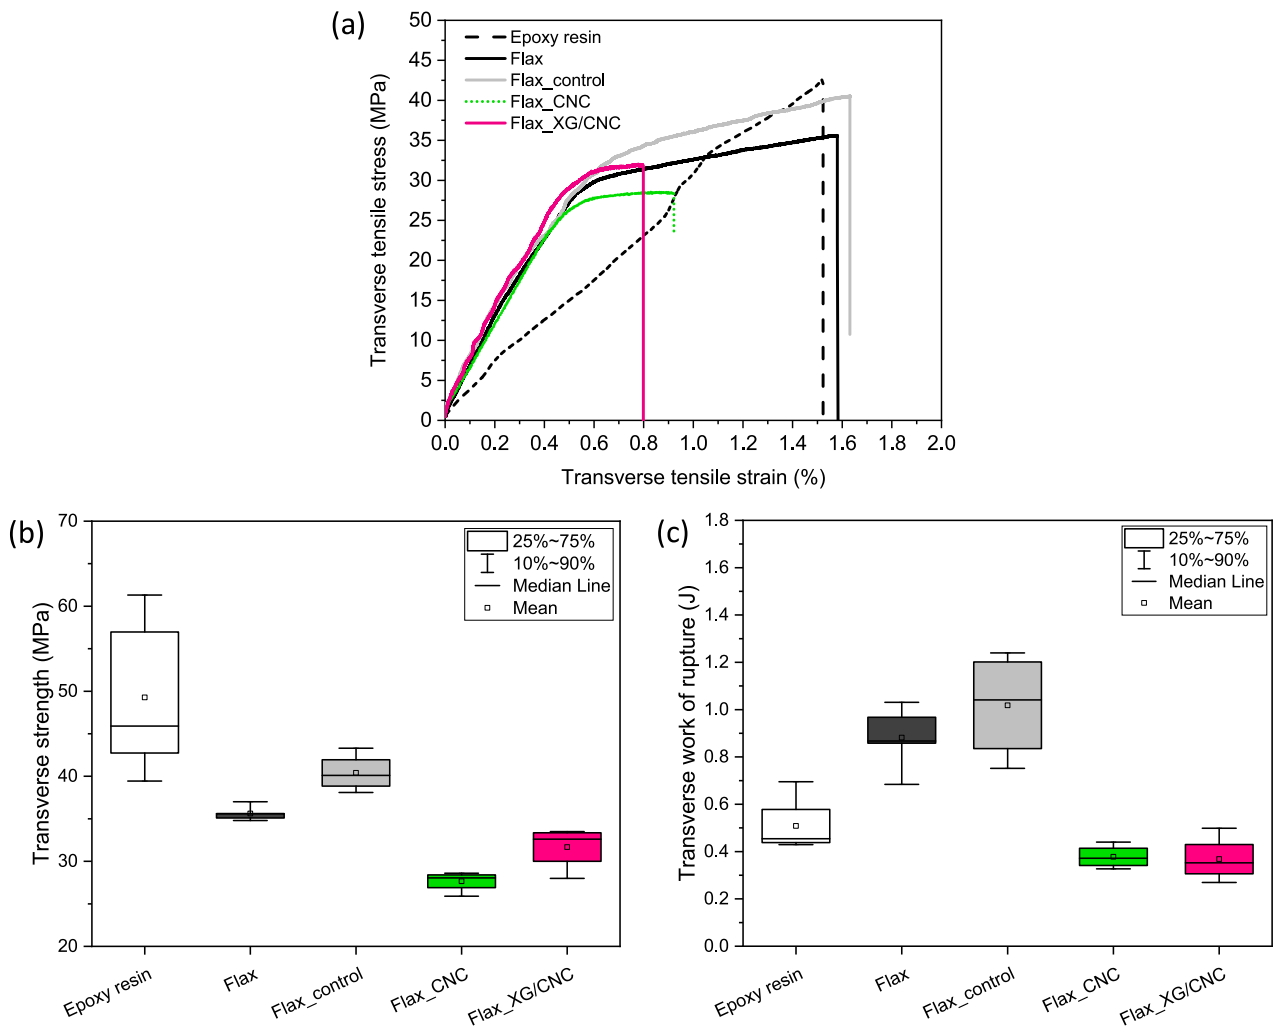 (a)
50
45
40
35
30
25
20
15
10
5
0
Transverse tensile stress (MPa)
Epoxy resin
Flax
Flax_control
Flax_CNC
Flax_XG/CNC
0.0 0.2 0.4 0.6 0.8 1.0 1.2 1.4 1.6 1.8 2.0
Transverse tensile strain (%)
(b)
70
60
50
40
30
20
Transverse strength (MPa)
25%~75%
10%~90%
Median Line
Mean
Epoxy resin Flax Flax_control Flax_CNC Flax_XG/CNC
(c)
1.8
1.6
1.4
1.2
1.0
0.8
0.6
0.4
0.2
0.0
Transverse work of rupture (J)
25%~75%
10%~90%
Median Line
Mean
Epoxy resin Flax Flax_control Flax_CNC Flax_XG/CNC